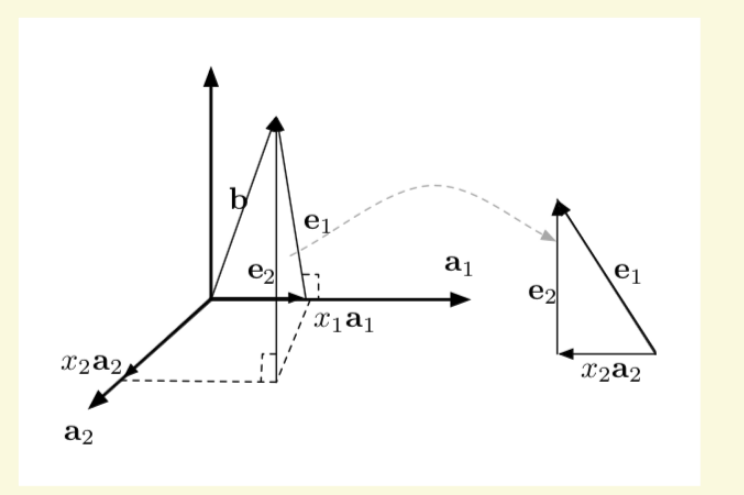 b
e₁
e₂
a₁
x₁a₁
x₂a₂
a₂
e₂
e₁
x₂a₂